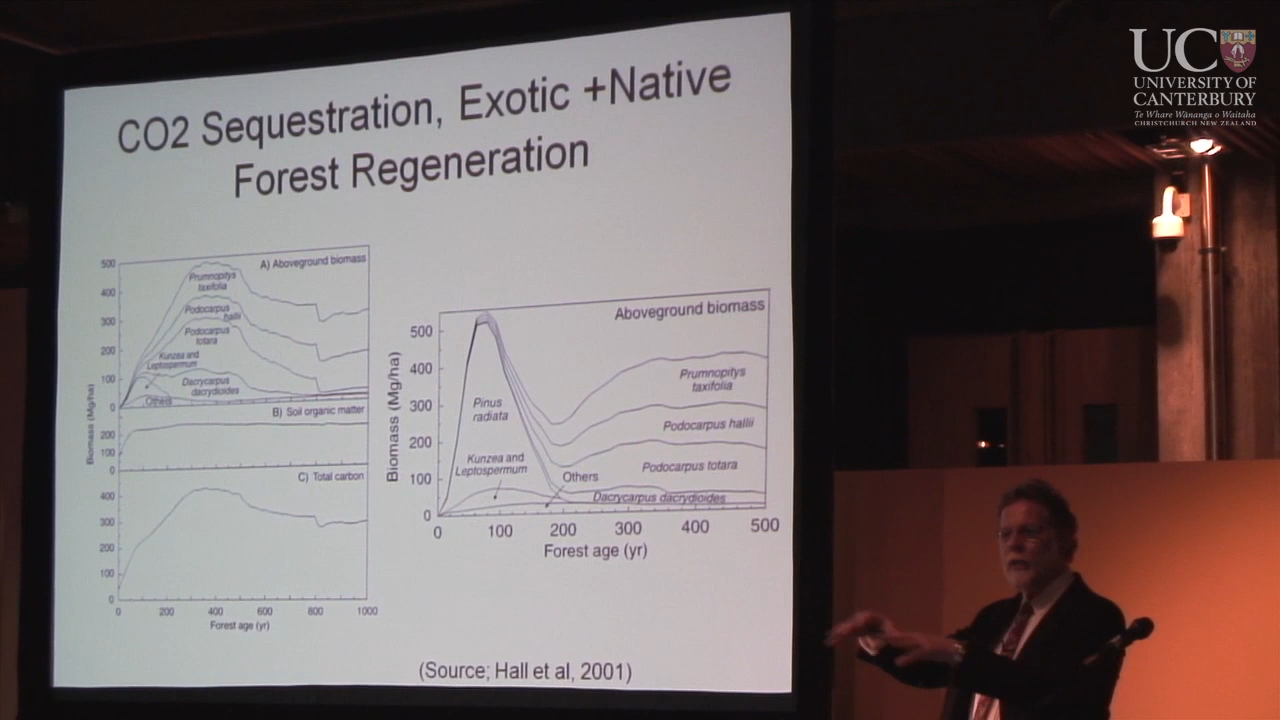 CO2 Sequestration, Exotic +Native
Forest Regeneration
500
400
300
200
100
0
200
100
0
400
300
200
100
0
Biomass (Mg/ha)
A) Aboveground biomass
Prumnopitys
taxifolia
Podocarpus
hallii
Podocarpus
totara
Kunzea and
Leptospermum
Dacrycarpus
dacrydioides
Others
B) Soil organic matter
C) Total carbon
0 200 400 600 800 1000
Forest age (yr)
Aboveground biomass
500
400
300
200
100
0
Biomass (Mg/ha)
Pinus
radiata
Kunzea and
Leptospermum
Others
Prumnopitys
taxifolia
Podocarpus hallii
Podocarpus totara
Dacrycarpus dacrydioides
0 100 200 300 400 500
Forest age (yr)
(Source; Hall et al, 2001)
UC
UNIVERSITY OF
CANTERBURY
Te Whare Wānanga o Waitaha
CHRISTCHURCH NEW ZEALAND